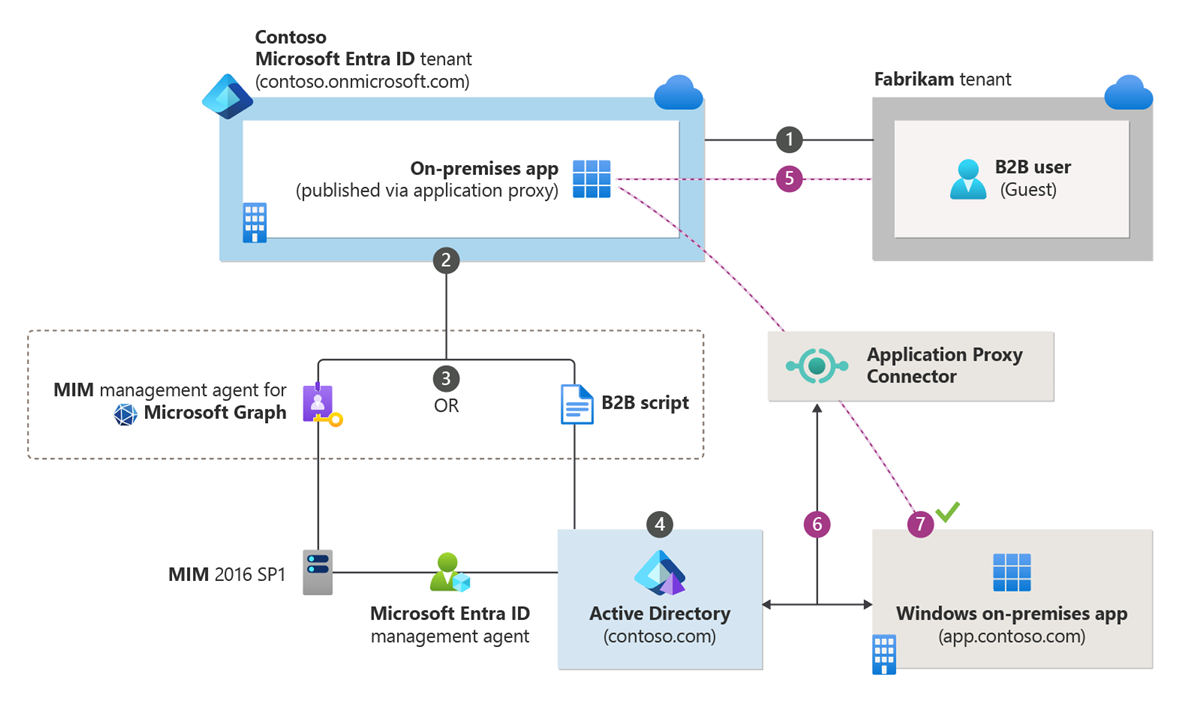 Contoso
Microsoft Entra ID tenant
(contoso.onmicrosoft.com)
Fabrikam tenant
1
On-premises app
(published via application proxy)
B2B user
(Guest)
5
2
Application Proxy
Connector
3
OR
MIM management agent for
Microsoft Graph
B2B script
4
6
7
MIM 2016 SP1
Microsoft Entra ID
management agent
Active Directory
(contoso.com)
Windows on-premises app
(app.contoso.com)